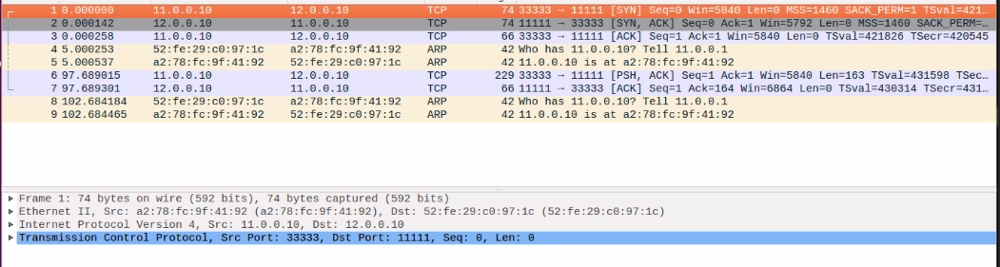 1 0.000000 11.0.0.10 12.0.0.10 TCP 74 33333 → 11111 [SYN] Seq=0 Win=5840 Len=0 MSS=1460 SACK_PERM=1 TSval=421…
2 0.000142 12.0.0.10 11.0.0.10 TCP 74 11111 → 33333 [SYN, ACK] Seq=0 Ack=1 Win=5792 Len=0 MSS=1460 SACK_PERM=…
3 0.000258 11.0.0.10 12.0.0.10 TCP 66 33333 → 11111 [ACK] Seq=1 Ack=1 Win=5840 Len=0 TSval=421826 TSecr=420545
4 5.000253 52:fe:29:c0:97:1c a2:78:fc:9f:41:92 ARP 42 Who has 11.0.0.10? Tell 11.0.0.1
5 5.000537 a2:78:fc:9f:41:92 52:fe:29:c0:97:1c ARP 42 11.0.0.10 is at a2:78:fc:9f:41:92
6 97.689015 11.0.0.10 12.0.0.10 TCP 229 33333 → 11111 [PSH, ACK] Seq=1 Ack=1 Win=5840 Len=163 TSval=431598 TSec…
7 97.689301 12.0.0.10 11.0.0.10 TCP 66 11111 → 33333 [ACK] Seq=1 Ack=164 Win=6864 Len=0 TSval=430314 TSecr=431…
8 102.684184 52:fe:29:c0:97:1c a2:78:fc:9f:41:92 ARP 42 Who has 11.0.0.10? Tell 11.0.0.1
9 102.684465 a2:78:fc:9f:41:92 52:fe:29:c0:97:1c ARP 42 11.0.0.10 is at a2:78:fc:9f:41:92
Frame 1: 74 bytes on wire (592 bits), 74 bytes captured (592 bits)
Ethernet II, Src: a2:78:fc:9f:41:92 (a2:78:fc:9f:41:92), Dst: 52:fe:29:c0:97:1c (52:fe:29:c0:97:1c)
Internet Protocol Version 4, Src: 11.0.0.10, Dst: 12.0.0.10
Transmission Control Protocol, Src Port: 33333, Dst Port: 11111, Seq: 0, Len: 0